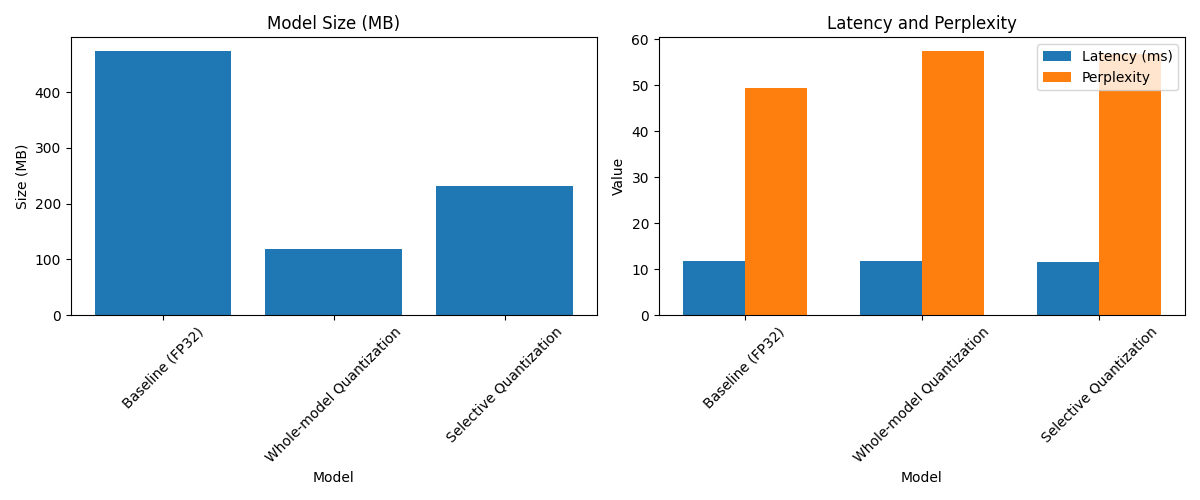 Model Size (MB)
Size (MB)
400
300
200
100
0
Baseline (FP32)
Whole-model Quantization
Selective Quantization
Model
Latency and Perplexity
Value
60
50
40
30
20
10
0
Latency (ms)
Perplexity
Baseline (FP32)
Whole-model Quantization
Selective Quantization
Model